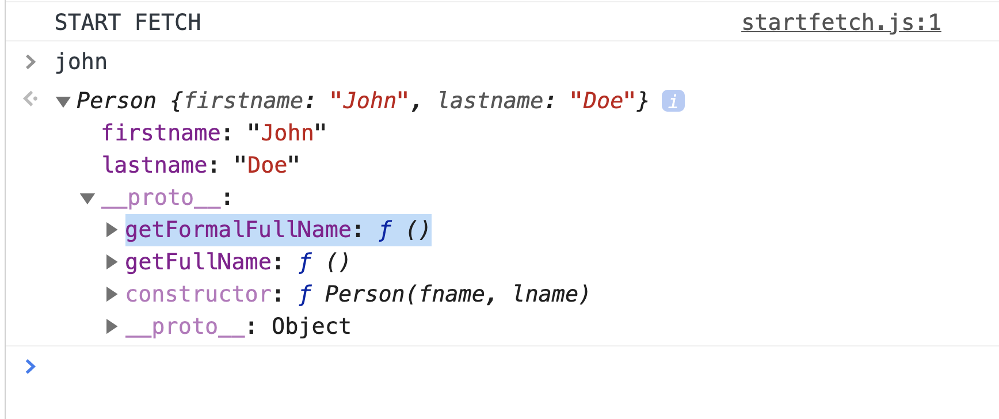 START FETCH startfetch.js:1
> john
Person {firstname: "John", lastname: "Doe"} i
firstname: "John"
lastname: "Doe"
__proto__:
getFormalFullName: ƒ ()
getFullName: ƒ ()
constructor: ƒ Person(fname, lname)
__proto__: Object
>